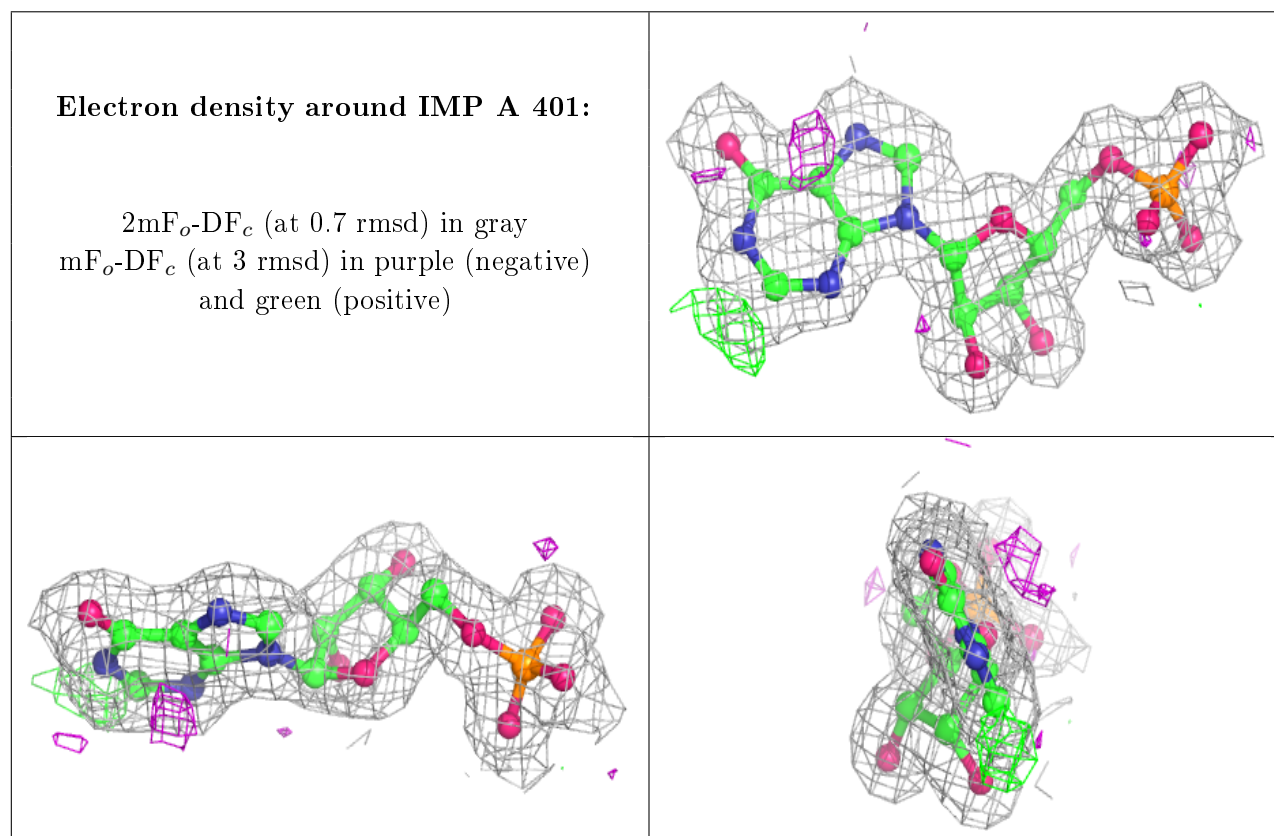 Electron density around IMP A 401:
2mFo-DFc (at 0.7 rmsd) in gray
mFo-DFc (at 3 rmsd) in purple (negative)
and green (positive)